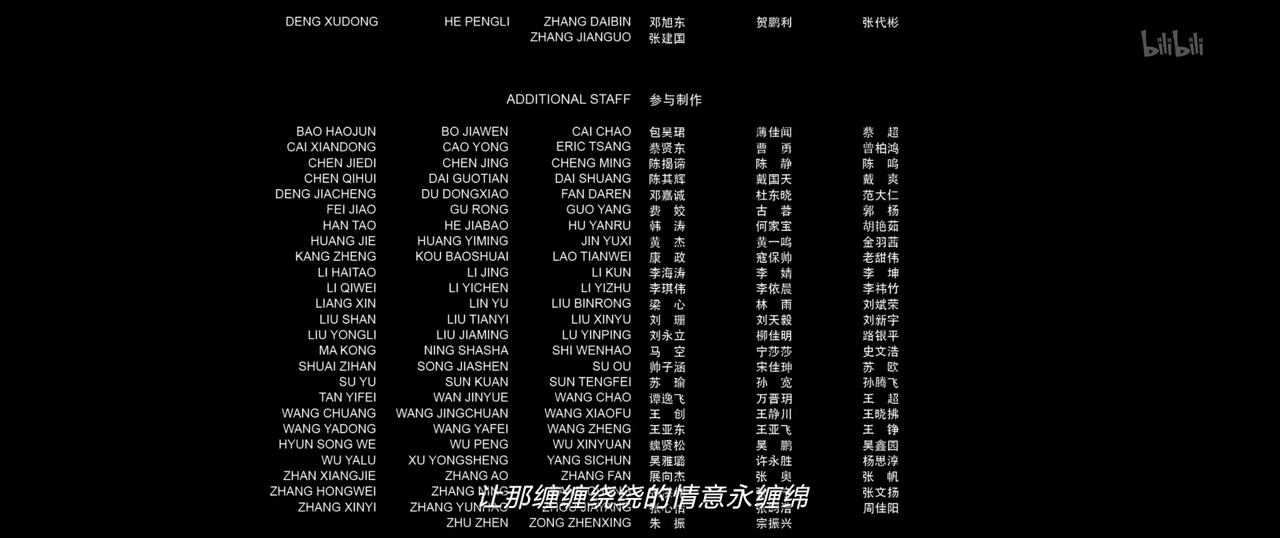 DENG XUDONG HE PENGLI ZHANG DAIBIN 邓旭东 贺鹏利 张代彬
ZHANG JIANGUO 张建国
bilibili
ADDITIONAL STAFF 参与制作
BAO HAOJUN BO JIAWEN CAI CHAO 包昊珺 薄佳闻 蔡 超
CAI XIANDONG CAO YONG ERIC TSANG 蔡贤东 曹 勇 曾柏鸿
CHEN JIEDI CHEN JING CHENG MING 陈揭谛 陈 静 陈 鸣
CHEN QIHUI DAI GUOTIAN DAI SHUANG 陈其辉 戴国天 戴 爽
DENG JIACHENG DU DONGXIAO FAN DAREN 邓嘉诚 杜东晓 范大仁
FEI JIAO GU RONG GUO YANG 费 姣 古 蓉 郭 杨
HAN TAO HE JIABAO HU YANRU 韩 涛 何家宝 胡艳茹
HUANG JIE HUANG YIMING JIN YUXI 黄 杰 黄一鸣 金羽茜
KANG ZHENG KOU BAOSHUAI LAO TIANWEI 康 政 寇保帅 老甜伟
LI HAITAO LI JING LI KUN 李海涛 李 婧 李 坤
LI QIWEI LI YICHEN LI YIZHU 李琪伟 李依晨 李祎竹
LIANG XIN LIN YU LIU BINRONG 梁 心 林 雨 刘斌荣
LIU SHAN LIU TIANYI LIU XINYU 刘 珊 刘天毅 刘新宇
LIU YONGLI LIU JIAMING LU YINPING 刘永立 柳佳明 路银平
MA KONG NING SHASHA SHI WENHAO 马 空 宁莎莎 史文浩
SHUAI ZIHAN SONG JIASHEN SU OU 帅子涵 宋佳珅 苏 欧
SU YU SUN KUAN SUN TENGFEI 苏 瑜 孙 宽 孙腾飞
TAN YIFEI WAN JINYUE WANG CHAO 谭逸飞 万晋玥 王 超
WANG CHUANG WANG JINGCHUAN WANG XIAOFU 王 创 王静川 王晓拂
WANG YADONG WANG YAFEI WANG ZHENG 王亚东 王亚飞 王 铮
HYUN SONG WE WU PENG WU XINYUAN 魏贤松 吴 鹏 吴鑫园
WU YALU XU YONGSHENG YANG SICHUN 吴雅璐 许永胜 杨思淳
ZHAN XIANGJIE ZHANG AO ZHANG FAN 展向杰 张 奥 张 帆
ZHANG HONGWEI 张文扬
让那缠缠绕绕的情意永缠绵
ZHANG XINYI ZHANG YUNHAO ZHOU JIAYANG 周佳阳
ZHU ZHEN ZONG ZHENXING 朱 振 宗振兴